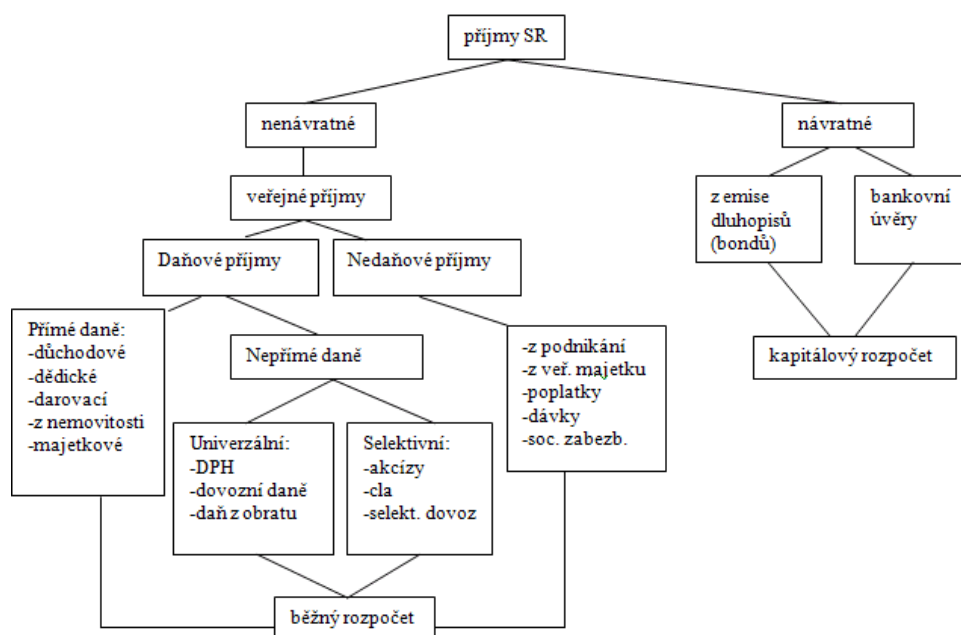 příjmy SR
nenávratné
návratné
veřejné příjmy
z emise
dluhopisů
(bondů)
bankovní
úvěry
Daňové příjmy
Nedaňové příjmy
Přímé daně:
-důchodové
-dědické
-darovací
-z nemovitosti
-majetkové
Nepřímé daně
-z podnikání
-z veř. majetku
-poplatky
-dávky
-soc. zabezb.
kapitálový rozpočet
Univerzální:
-DPH
-dovozní daně
-daň z obratu
Selektivní:
-akcízy
-cla
-selekt. dovoz
běžný rozpočet